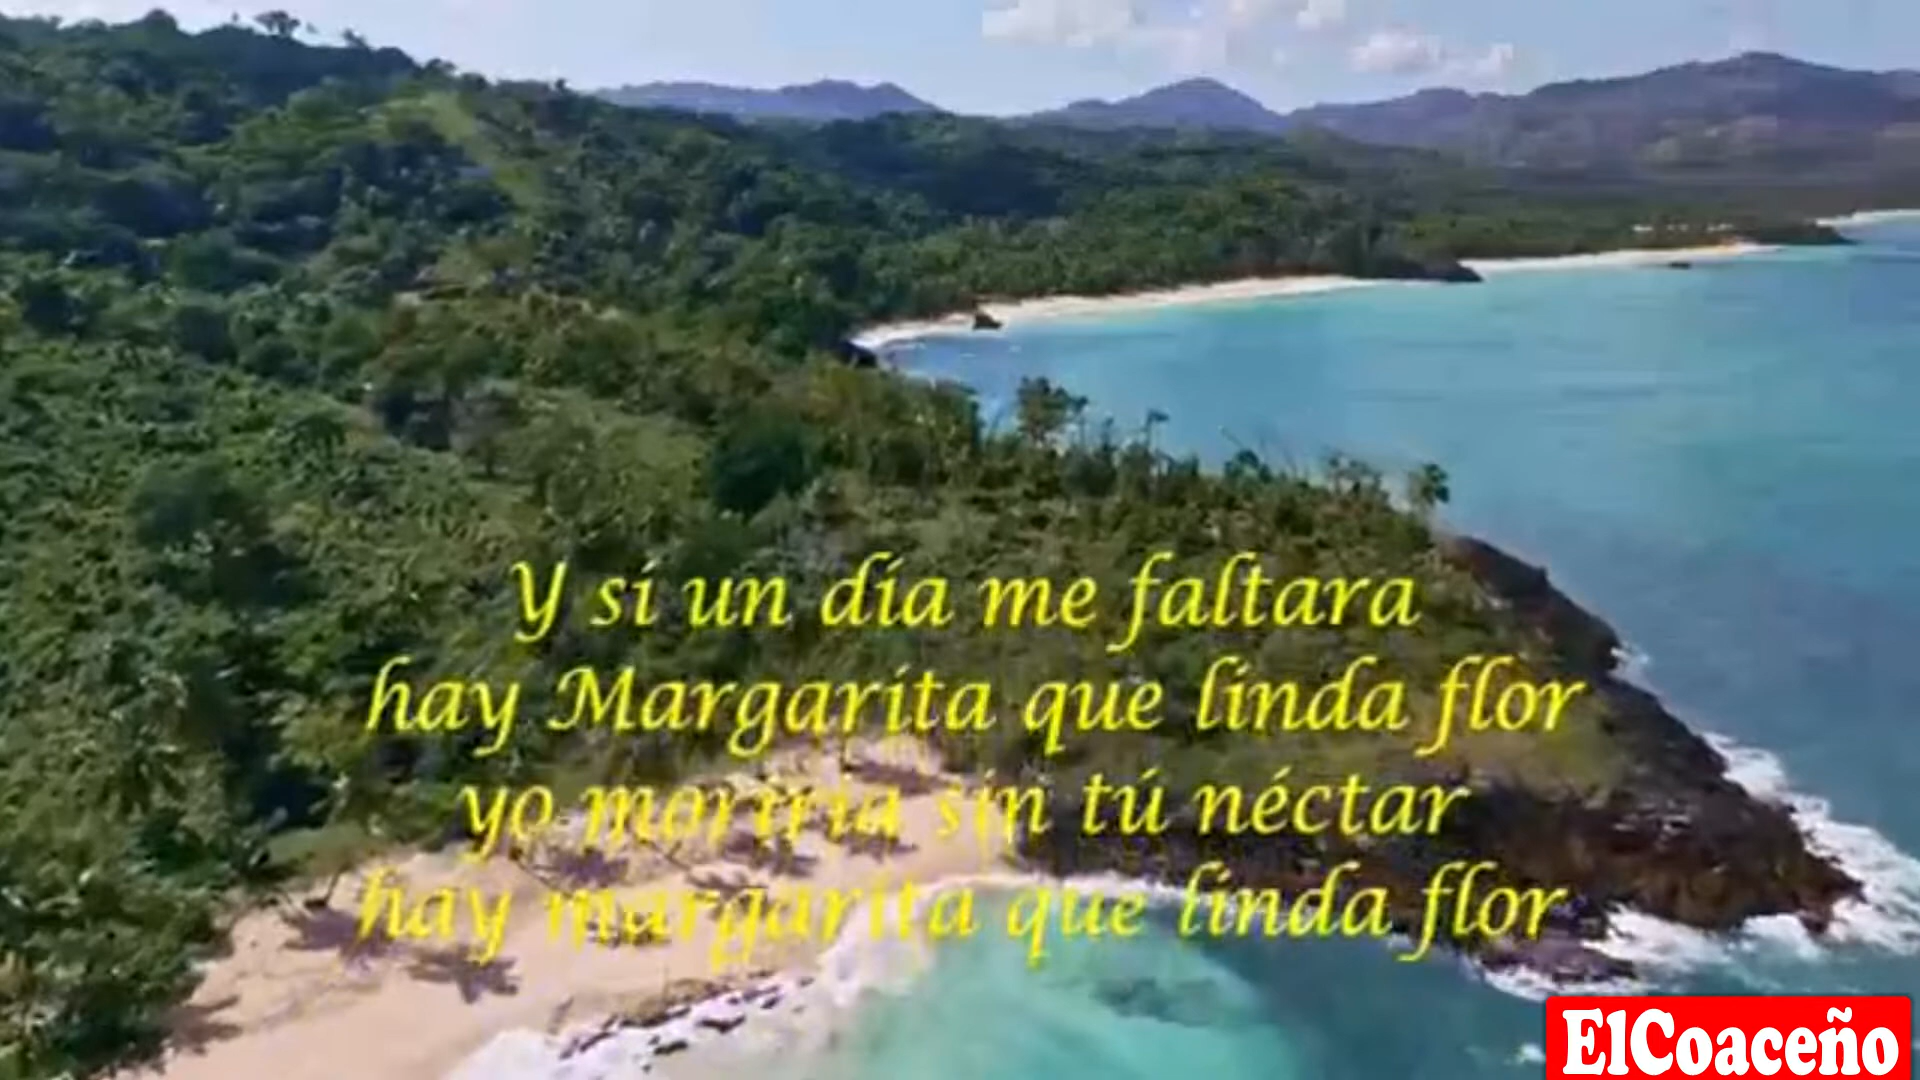 Y si un día me faltara
hay Margarita que linda flor
yo moriría sin tú néctar
hay margarita que linda flor
ElCoaceño